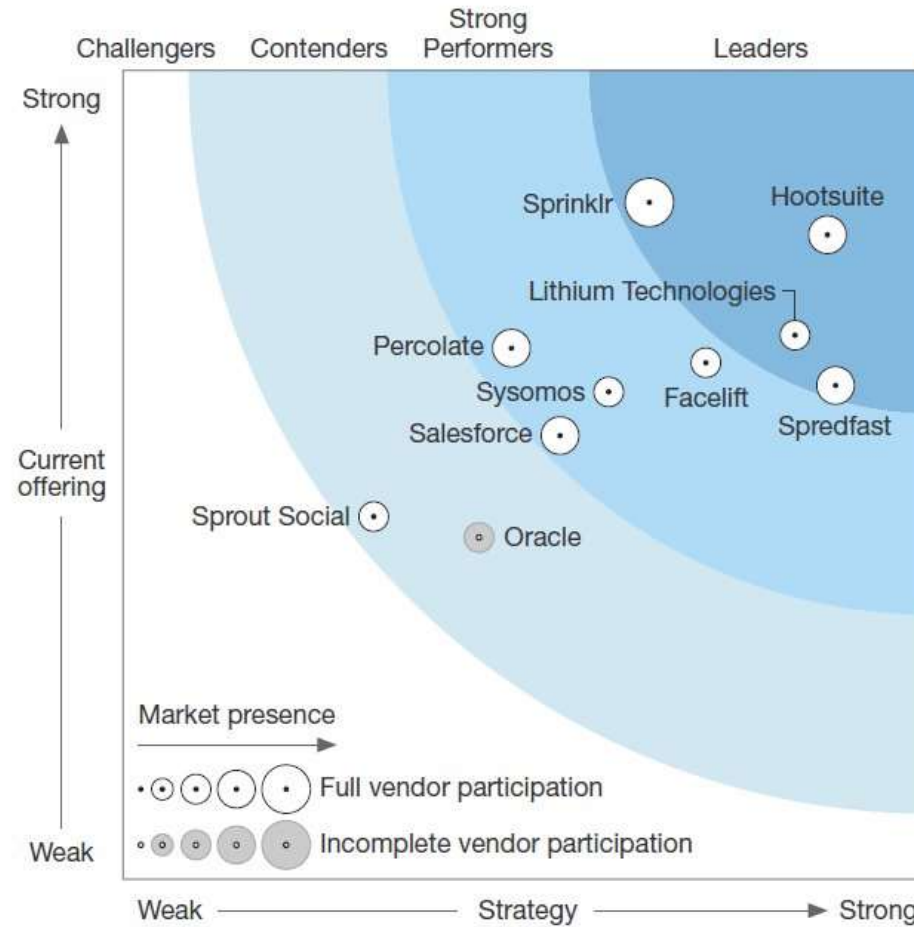 Challengers
Contenders
Strong
Performers
Leaders
Strong
Sprinklr
Hootsuite
Lithium Technologies
Percolate
Sysomos
Facelift
Spredfast
Salesforce
Current
offering
Sprout Social
Oracle
Market presence
Full vendor participation
Incomplete vendor participation
Weak
Weak
Strategy
Strong